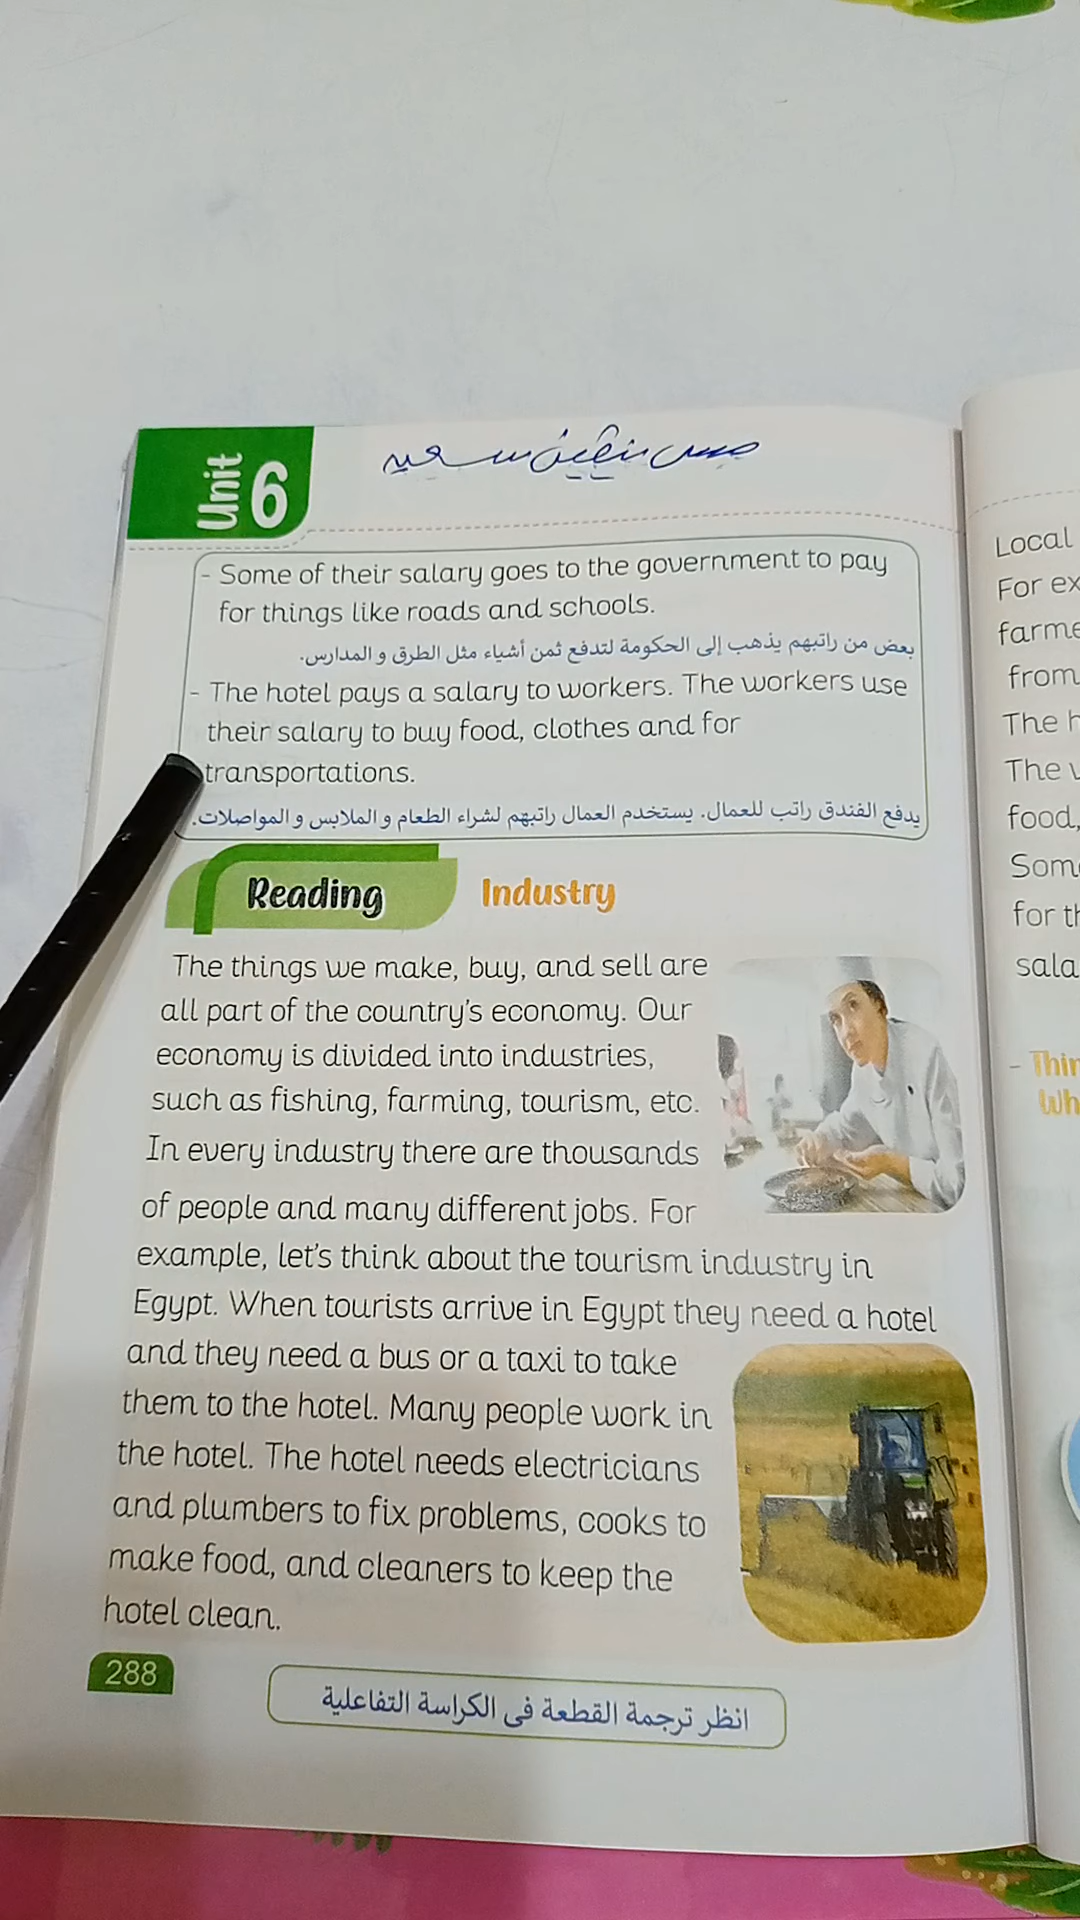 Unit 6
ميس نيفين سعيد
- Some of their salary goes to the government to pay
for things like roads and schools.
بعض من راتبهم يذهب إلى الحكومة لتدفع ثمن أشياء مثل الطرق و المدارس.
- The hotel pays a salary to workers. The workers use
their salary to buy food, clothes and for
transportations.
يدفع الفندق راتب للعمال. يستخدم العمال راتبهم لشراء الطعام و الملابس و المواصلات.
Reading Industry
The things we make, buy, and sell are
all part of the country's economy. Our
economy is divided into industries,
such as fishing, farming, tourism, etc.
In every industry there are thousands
of people and many different jobs. For
example, let's think about the tourism industry in
Egypt. When tourists arrive in Egypt they need a hotel
and they need a bus or a taxi to take
them to the hotel. Many people work in
the hotel. The hotel needs electricians
and plumbers to fix problems, cooks to
make food, and cleaners to keep the
hotel clean.
288
انظر ترجمة القطعة فى الكراسة التفاعلية
Local
For ex
farme
from
The h
The
food,
Som
for th
sala
- Thin
Wh